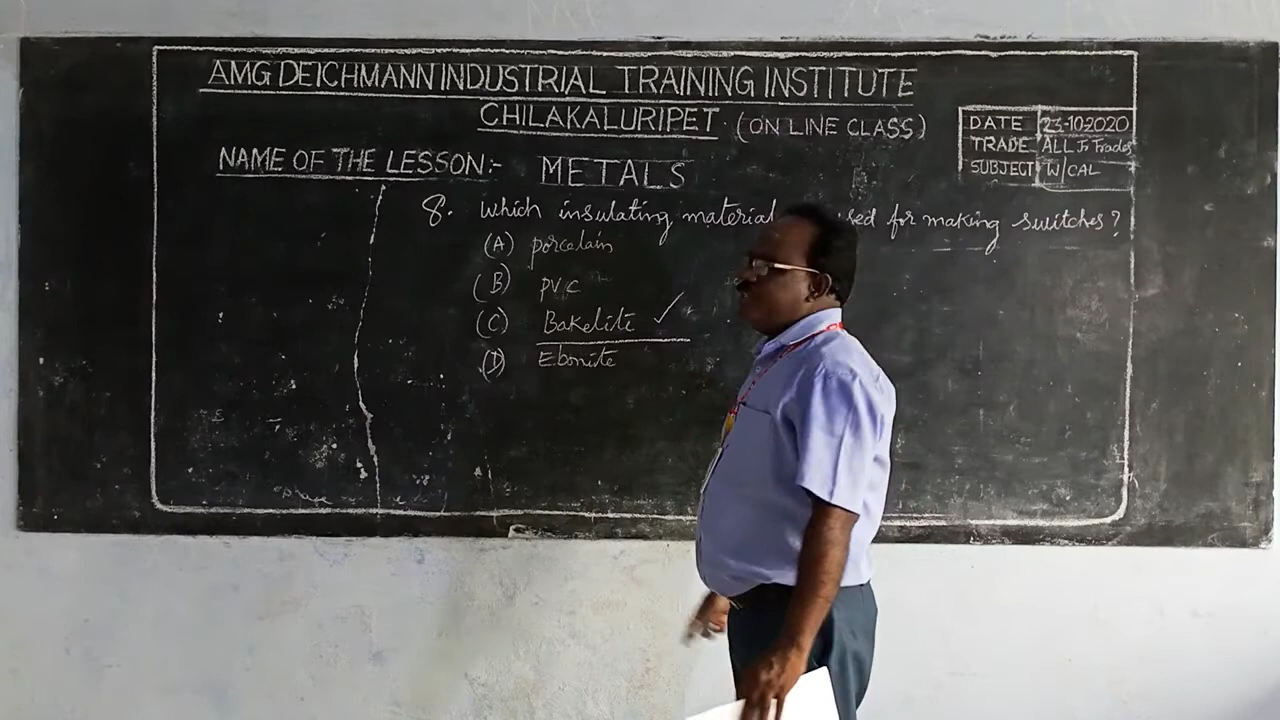 AMG DEICHMANN INDUSTRIAL TRAINING INSTITUTE
CHILAKALURIPET (ON LINE CLASS)
DATE 23-10-2020
TRADE ALL Jr Trades
SUBJECT W/CAL
NAME OF THE LESSON:- METALS
8. Which insulating material sed for making switches?
(A) porcelain
(B) PVC
(C) Bakelite ✓
(D) Ebonite